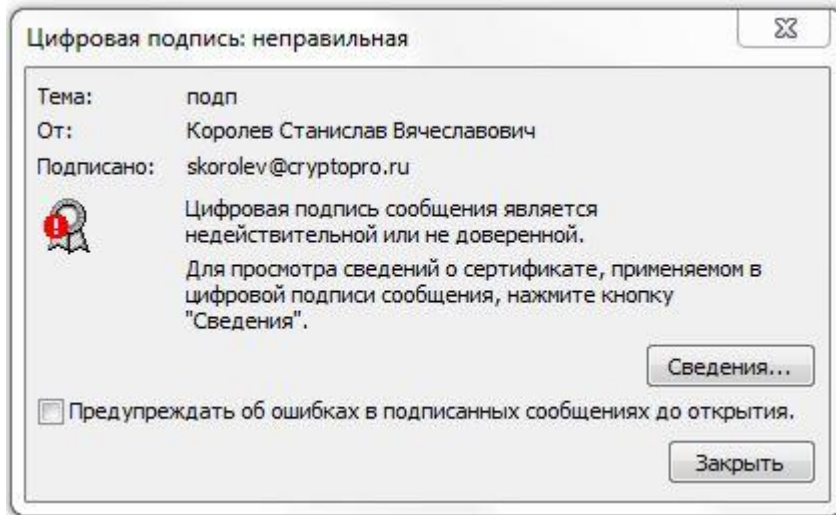 Цифровая подпись: неправильная
Тема: подп
От: Королев Станислав Вячеславович
Подписано: skorolev@cryptopro.ru
Цифровая подпись сообщения является
недействительной или не доверенной.
Для просмотра сведений о сертификате, применяемом в
цифровой подписи сообщения, нажмите кнопку
"Сведения".
Сведения...
Предупреждать об ошибках в подписанных сообщениях до открытия.
Закрыть